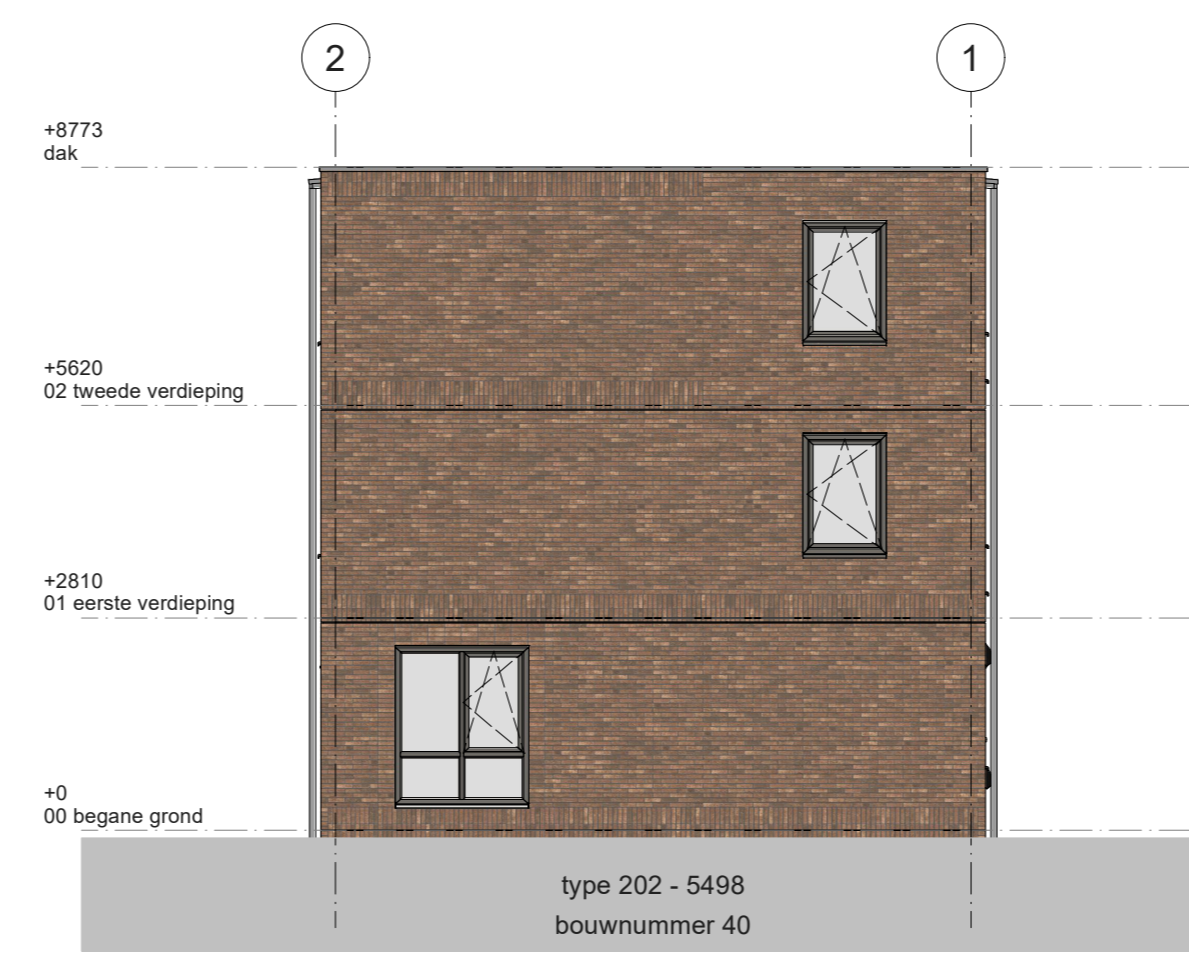 2
1
+8773
dak
+5620
02 tweede verdieping
+2810
01 eerste verdieping
+0
00 begane grond
type 202 - 5498
bouwnummer 40